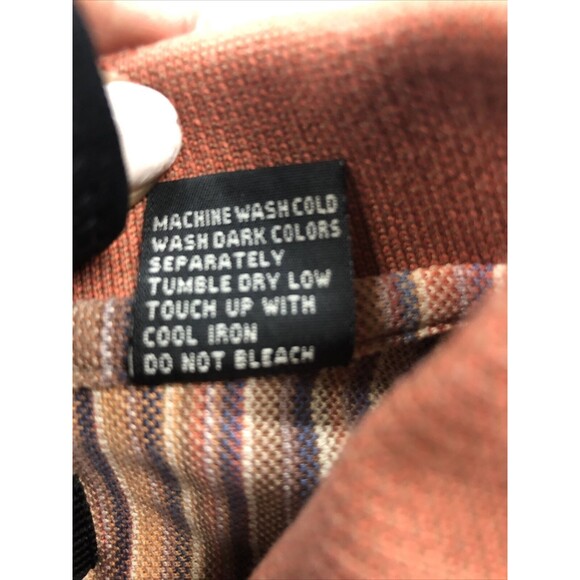 MACHINE WASH COLD
WASH DARK COLORS
SEPARATELY
TUMBLE DRY LOW
TOUCH UP WITH
COOL IRON
DO NOT BLEACH